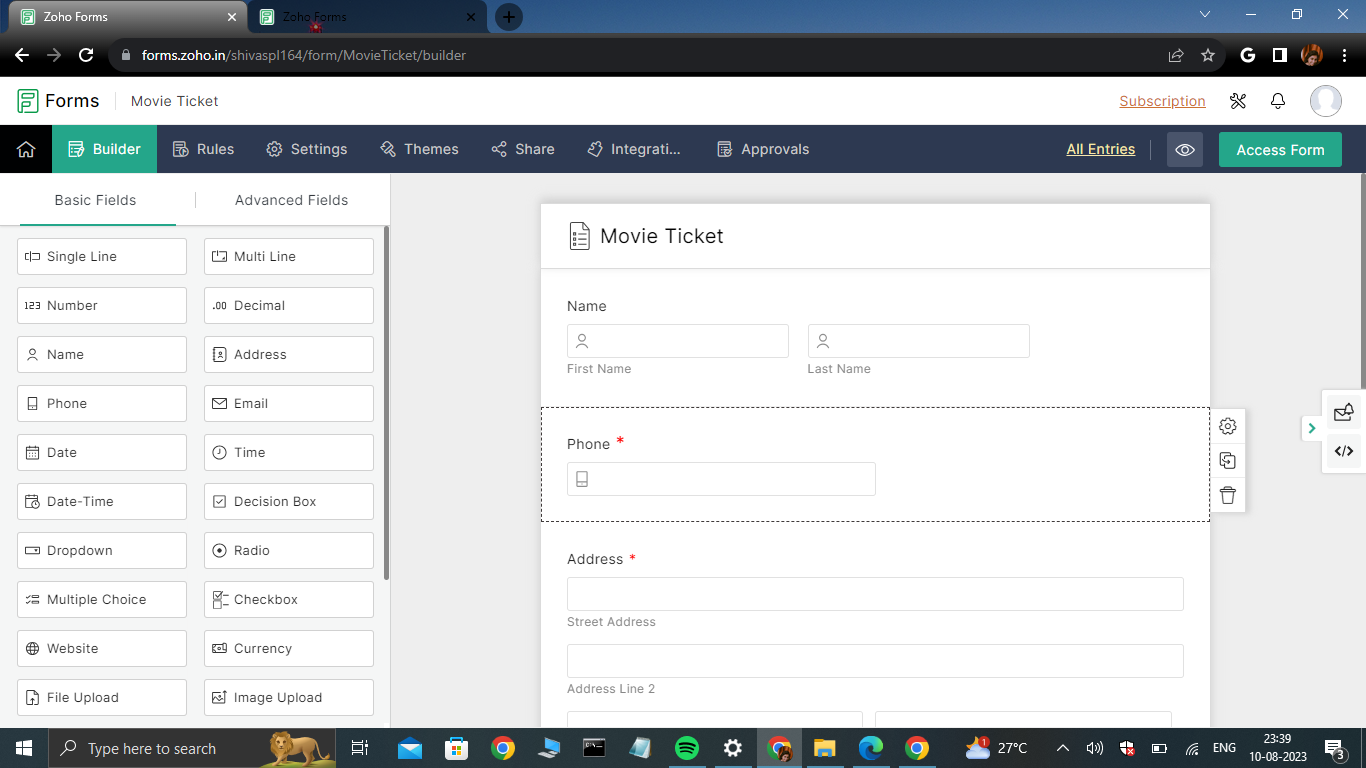 Zoho Forms
Zoho Forms
forms.zoho.in/shivaspl164/form/MovieTicket/builder
Forms
Movie Ticket
Subscription
Builder
Rules
Settings
Themes
Share
Integrati...
Approvals
All Entries
Access Form
Basic Fields
Advanced Fields
Single Line
Multi Line
123 Number
.00 Decimal
Name
Address
Phone
Email
Date
Time
Date-Time
Decision Box
Dropdown
Radio
Multiple Choice
Checkbox
Website
Currency
File Upload
Image Upload
Movie Ticket
Name
First Name
Last Name
Phone *
Address *
Street Address
Address Line 2
Type here to search
1
27°C
ENG
23:39
10-08-2023
3